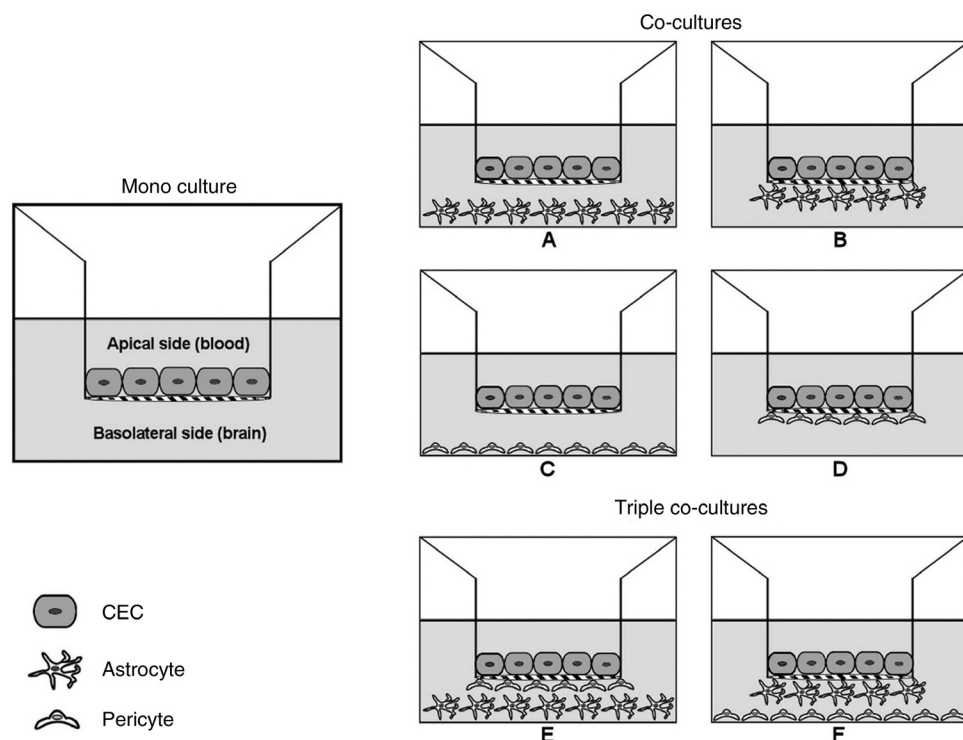 Co-cultures
Mono culture
Apical side (blood)
Basolateral side (brain)
A
B
C
D
Triple co-cultures
CEC
Astrocyte
Pericyte
E
F